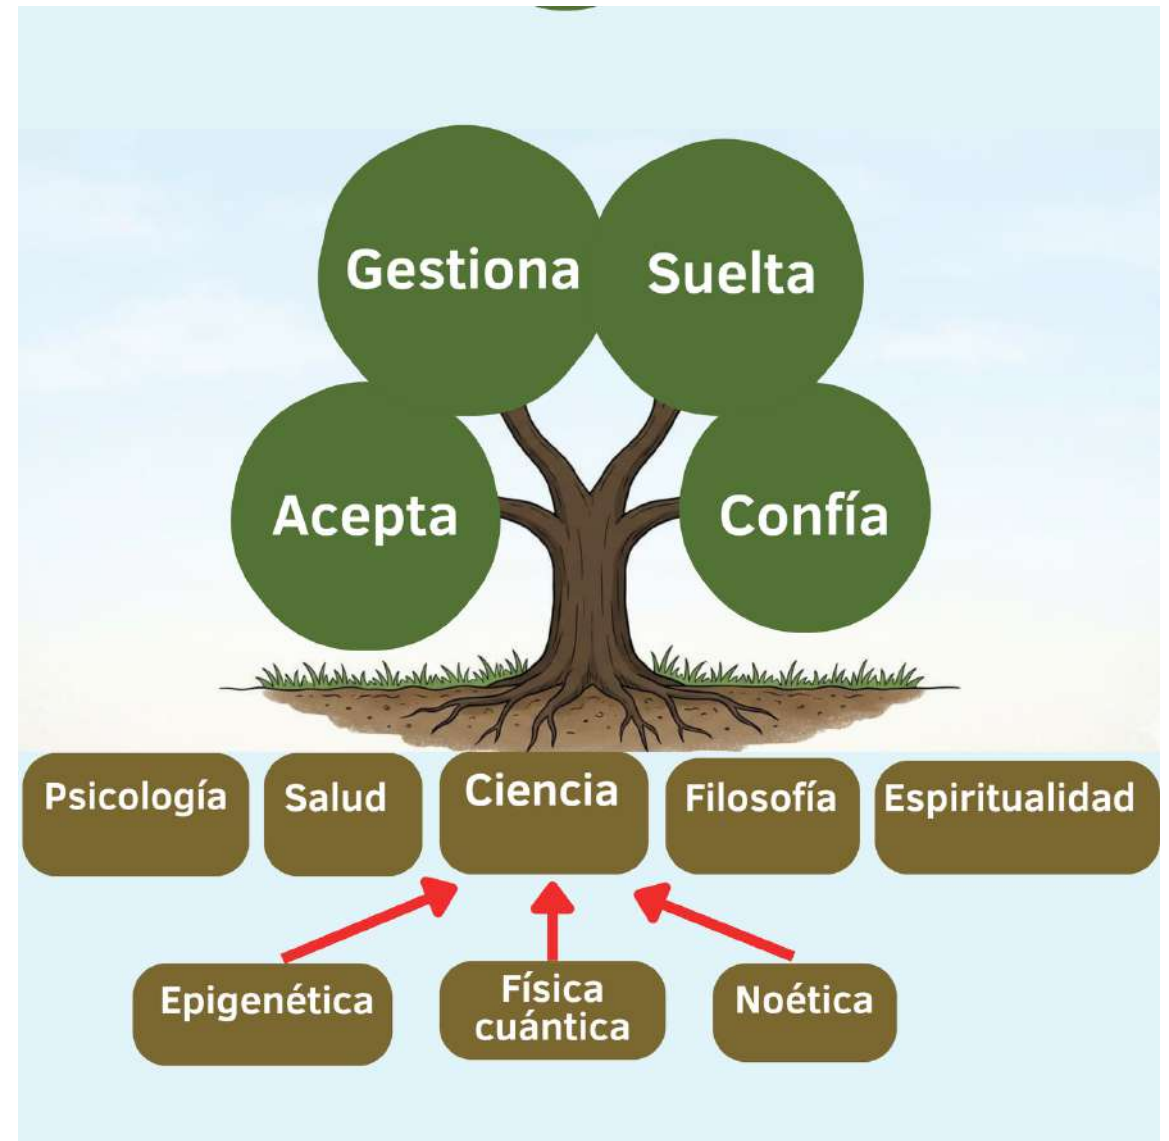 Gestiona
Suelta
Acepta
Confía
Psicología
Salud
Ciencia
Filosofía
Espiritualidad
Epigenética
Física
cuántica
Noética